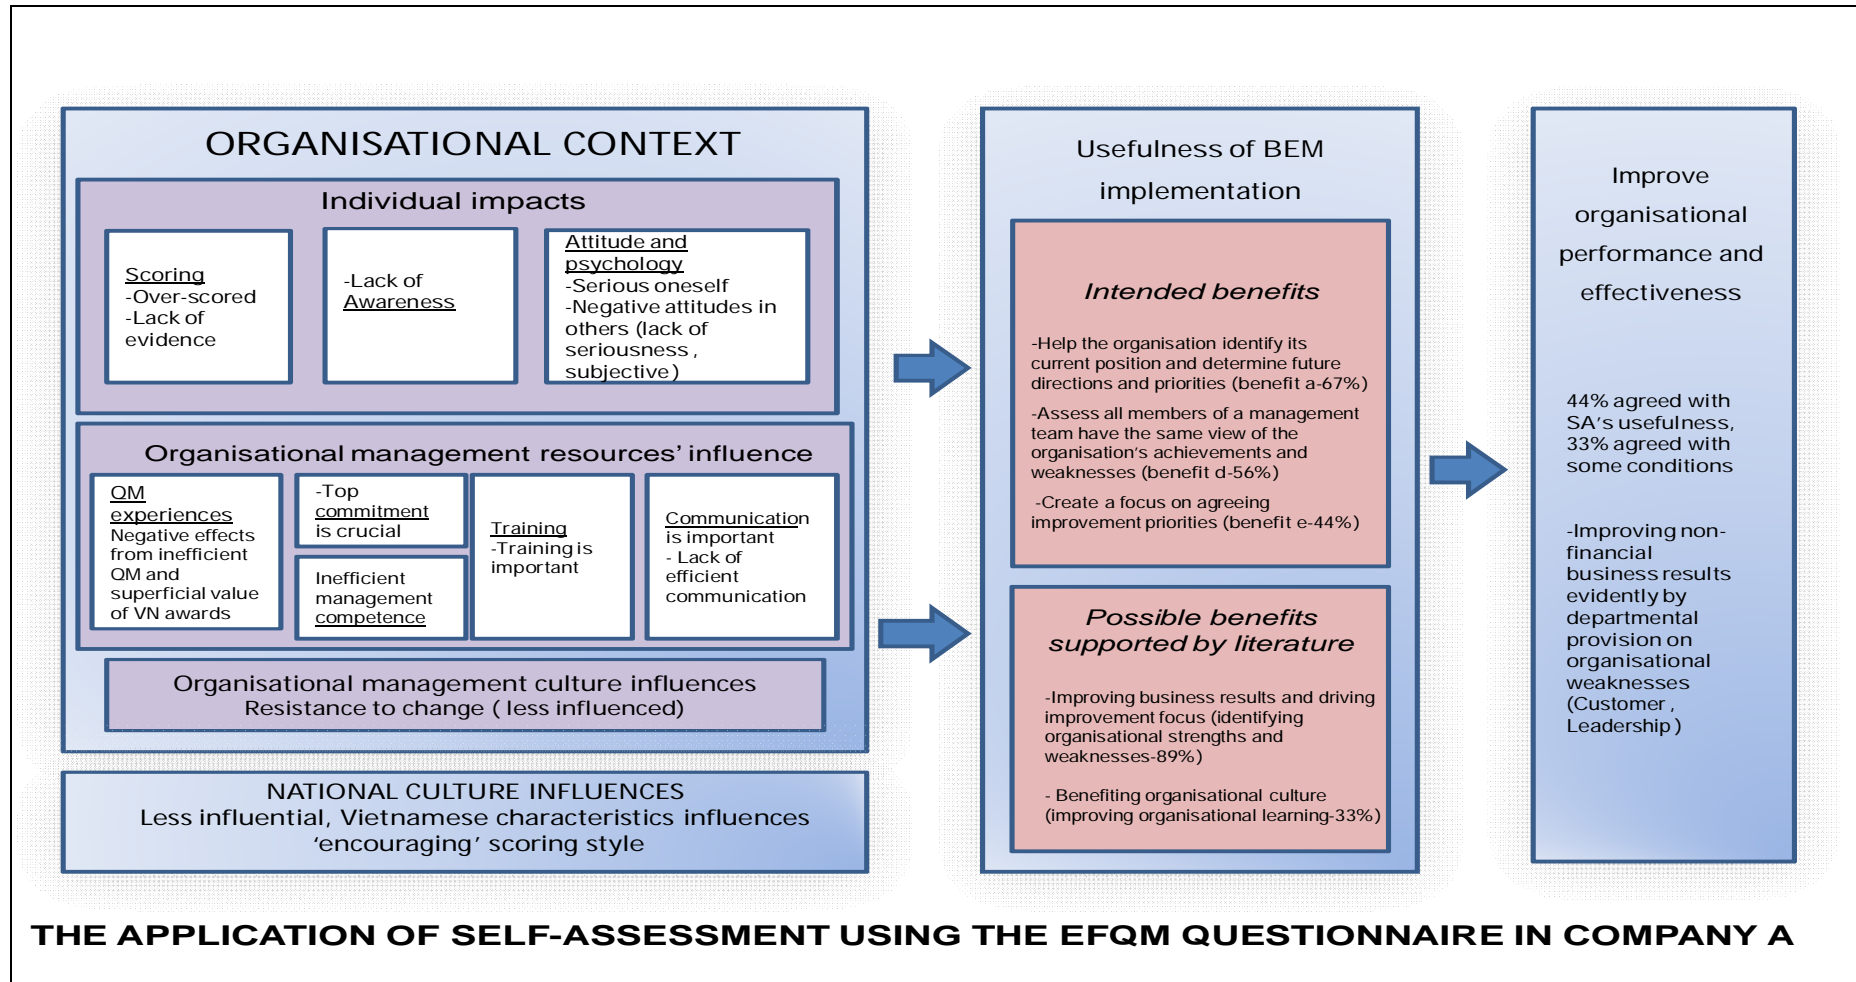 ORGANISATIONAL CONTEXT
Individual impacts
Scoring
-Over-scored
-Lack of
evidence
-Lack of
Awareness
Attitude and
psychology
-Serious oneself
-Negative attitudes in
others (lack of
seriousness ,
subjective)
Organisational management resources' influence
QM
experiences
Negative effects
from inefficient
QM and
superficial value
of VN awards
-Top
commitment
is crucial
Inefficient
management
competence
Training
-Training is
important
Communication
is important
- Lack of
efficient
communication
Organisational management culture influences
Resistance to change ( less influenced)
NATIONAL CULTURE INFLUENCES
Less influential, Vietnamese characteristics influences
‘encouraging’ scoring style
Usefulness of BEM
implementation
Intended benefits
-Help the organisation identify its
current position and determine future
directions and priorities (benefit a-67%)
-Assess all members of a management
team have the same view of the
organisation’s achievements and
weaknesses (benefit d-56%)
-Create a focus on agreeing
improvement priorities (benefit e-44%)
Possible benefits
supported by literature
-Improving business results and driving
improvement focus (identifying
organisational strengths and
weaknesses-89%)
- Benefiting organisational culture
(improving organisational learning-33%)
Improve
organisational
performance and
effectiveness
44% agreed with
SA’s usefulness,
33% agreed with
some conditions
-Improving non-
financial
business results
evidently by
departmental
provision on
organisational
weaknesses
(Customer ,
Leadership)
THE APPLICATION OF SELF-ASSESSMENT USING THE EFQM QUESTIONNAIRE IN COMPANY A